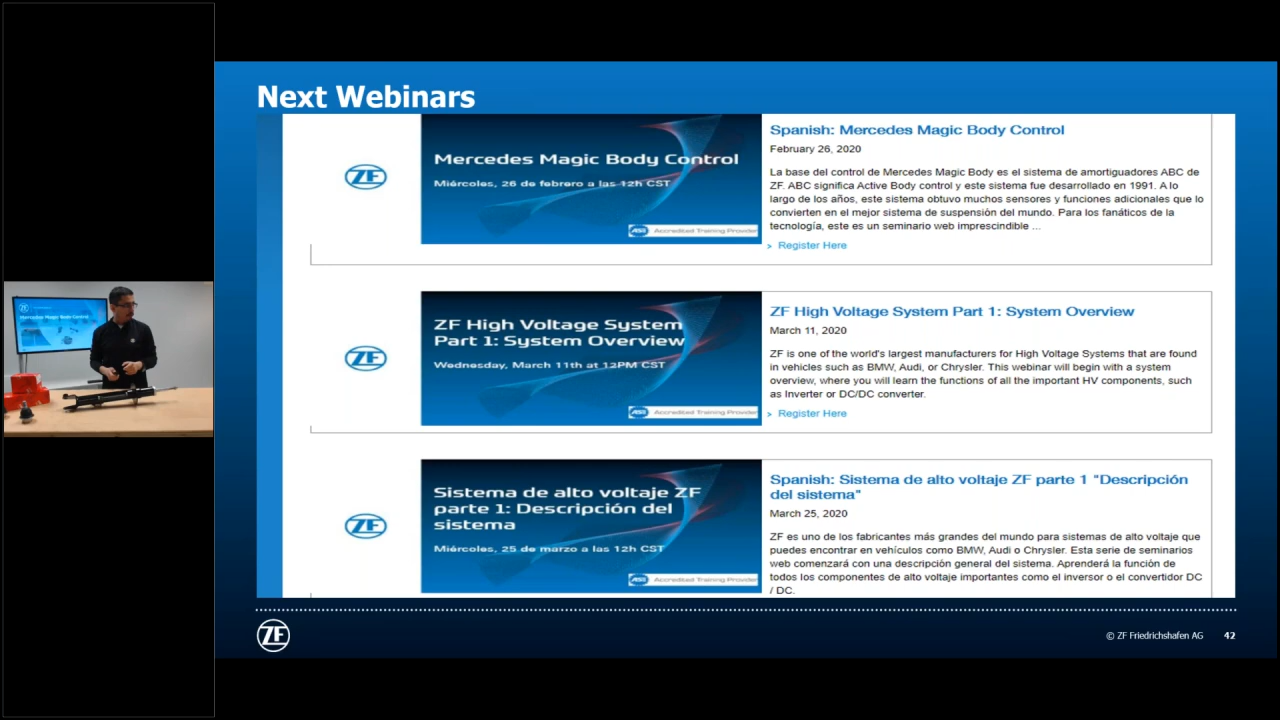 Next Webinars
Mercedes Magic Body Control
Miércoles, 26 de febrero a las 12h CST
ASE Accredited Training Provider
Spanish: Mercedes Magic Body Control
February 26, 2020
La base del control de Mercedes Magic Body es el sistema de amortiguadores ABC de
ZF. ABC significa Active Body control y este sistema fue desarrollado en 1991. A lo
largo de los años, este sistema obtuvo muchos sensores y funciones adicionales que lo
convierten en el mejor sistema de suspensión del mundo. Para los fanáticos de la
tecnología, este es un seminario web imprescindible ...
> Register Here
ZF
ZF High Voltage System
Part 1: System Overview
Wednesday, March 11th at 12PM CST
ASE Accredited Training Provider
ZF High Voltage System Part 1: System Overview
March 11, 2020
ZF is one of the world's largest manufacturers for High Voltage Systems that are found
in vehicles such as BMW, Audi, or Chrysler. This webinar will begin with a system
overview, where you will learn the functions of all the important HV components, such
as Inverter or DC/DC converter.
> Register Here
ZF
Sistema de alto voltaje ZF
parte 1: Descripción del
sistema
Miércoles, 25 de marzo a las 12h CST
ASE Accredited Training Provider
Spanish: Sistema de alto voltaje ZF parte 1 "Descripción
del sistema"
March 25, 2020
ZF es uno de los fabricantes más grandes del mundo para sistemas de alto voltaje que
puedes encontrar en vehículos como BMW, Audi o Chrysler. Esta serie de seminarios
web comenzará con una descripción general del sistema. Aprenderá la función de
todos los componentes de alto voltaje importantes como el inversor o el convertidor DC
/ DC.
ZF
ZF
© ZF Friedrichshafen AG 42
Mercedes Magic Body Control